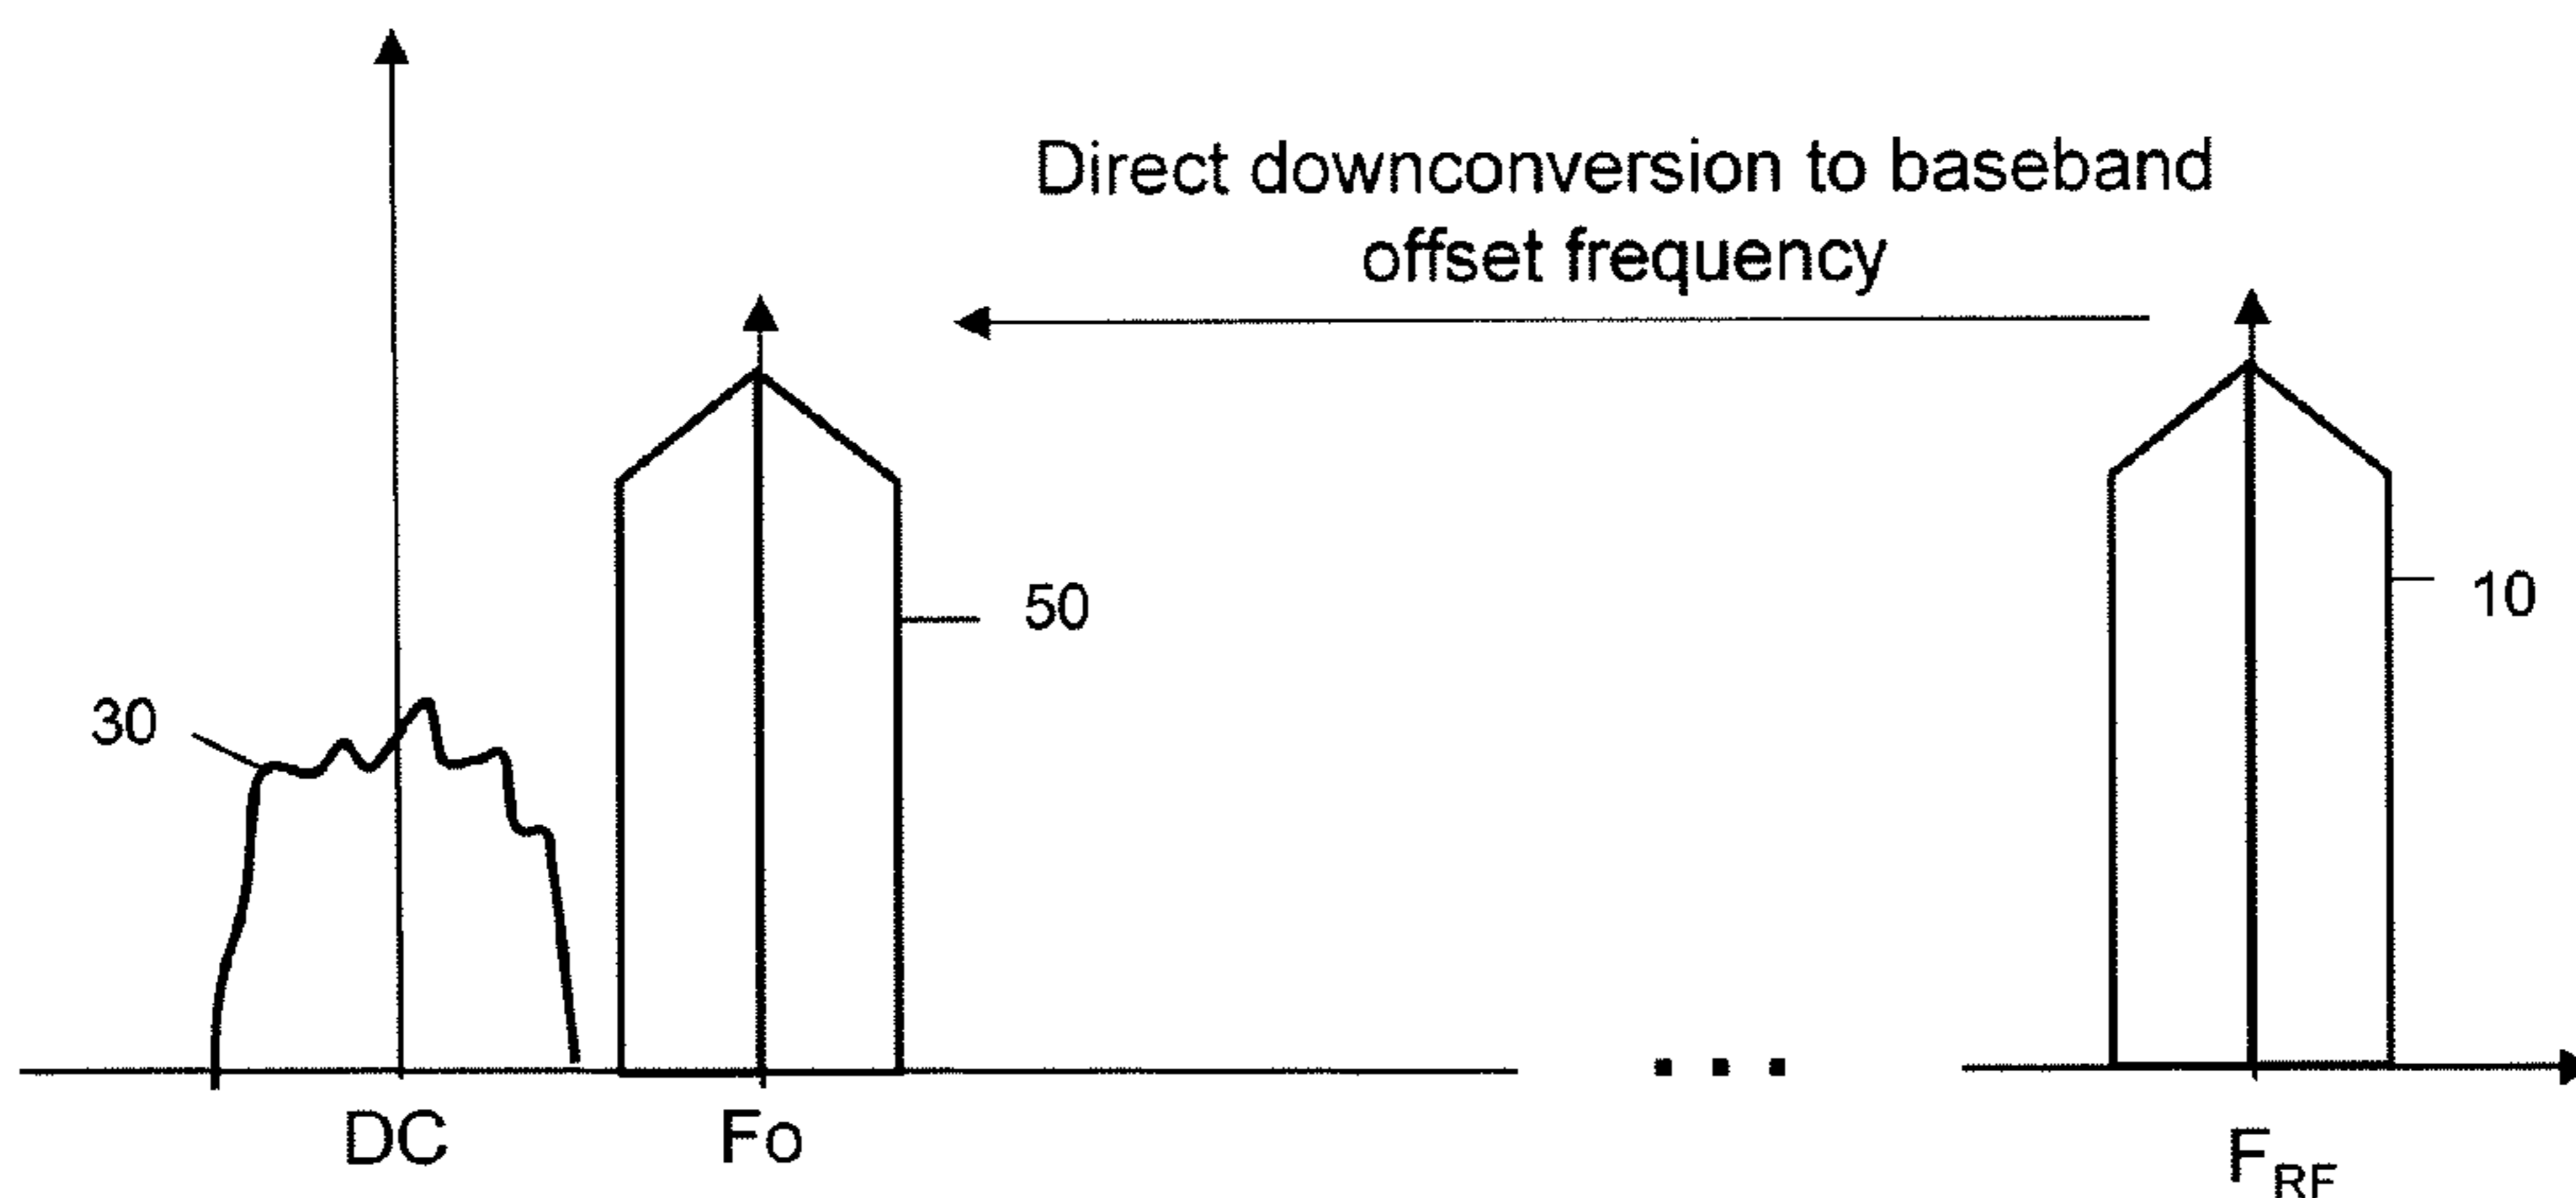 Direct downconversion to baseband
offset frequency
50
10
30
DC
Fo
F_RF